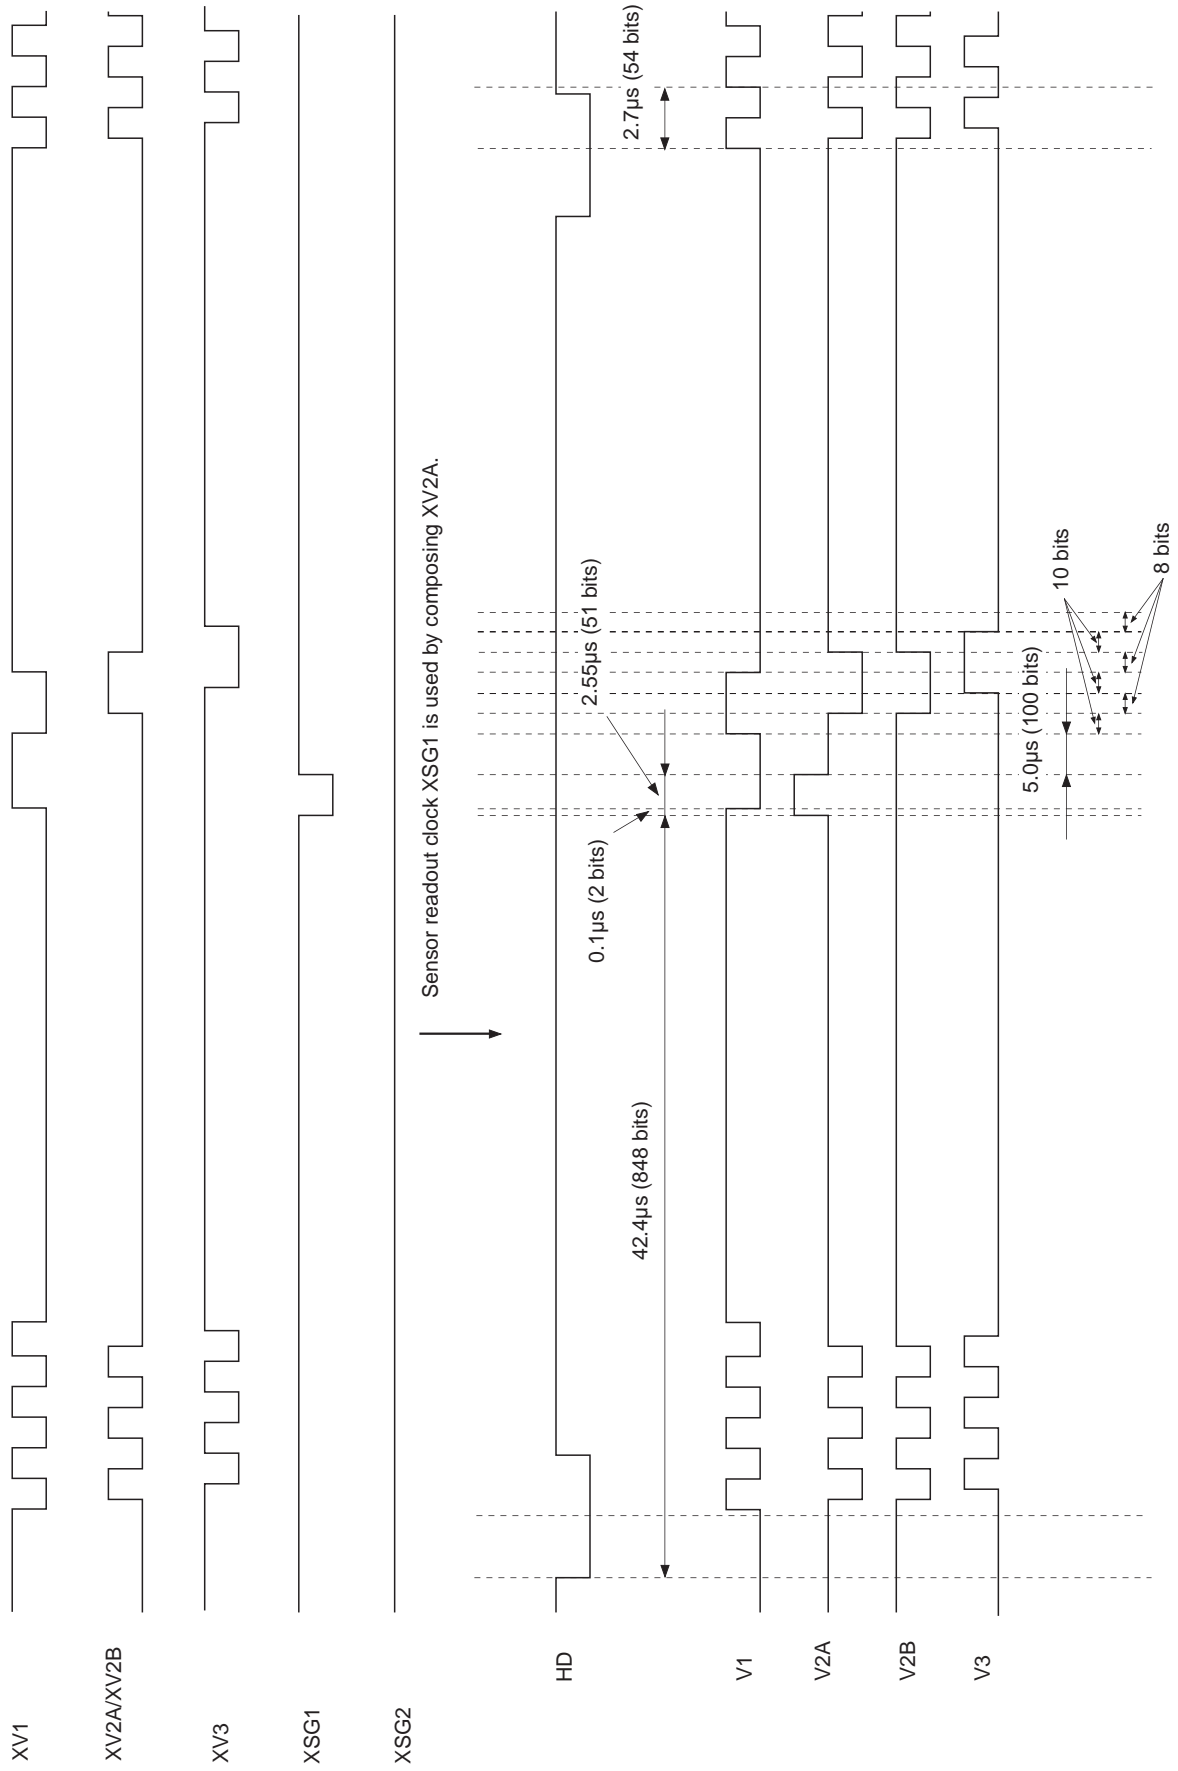 XV1
XV2A/XV2B
XV3
XSG1
XSG2
Sensor readout clock XSG1 is used by composing XV2A.
HD
42.4μs (848 bits)
0.1μs (2 bits)
2.55μs (51 bits)
2.7μs (54 bits)
V1
V2A
V2B
V3
5.0μs (100 bits)
10 bits
8 bits